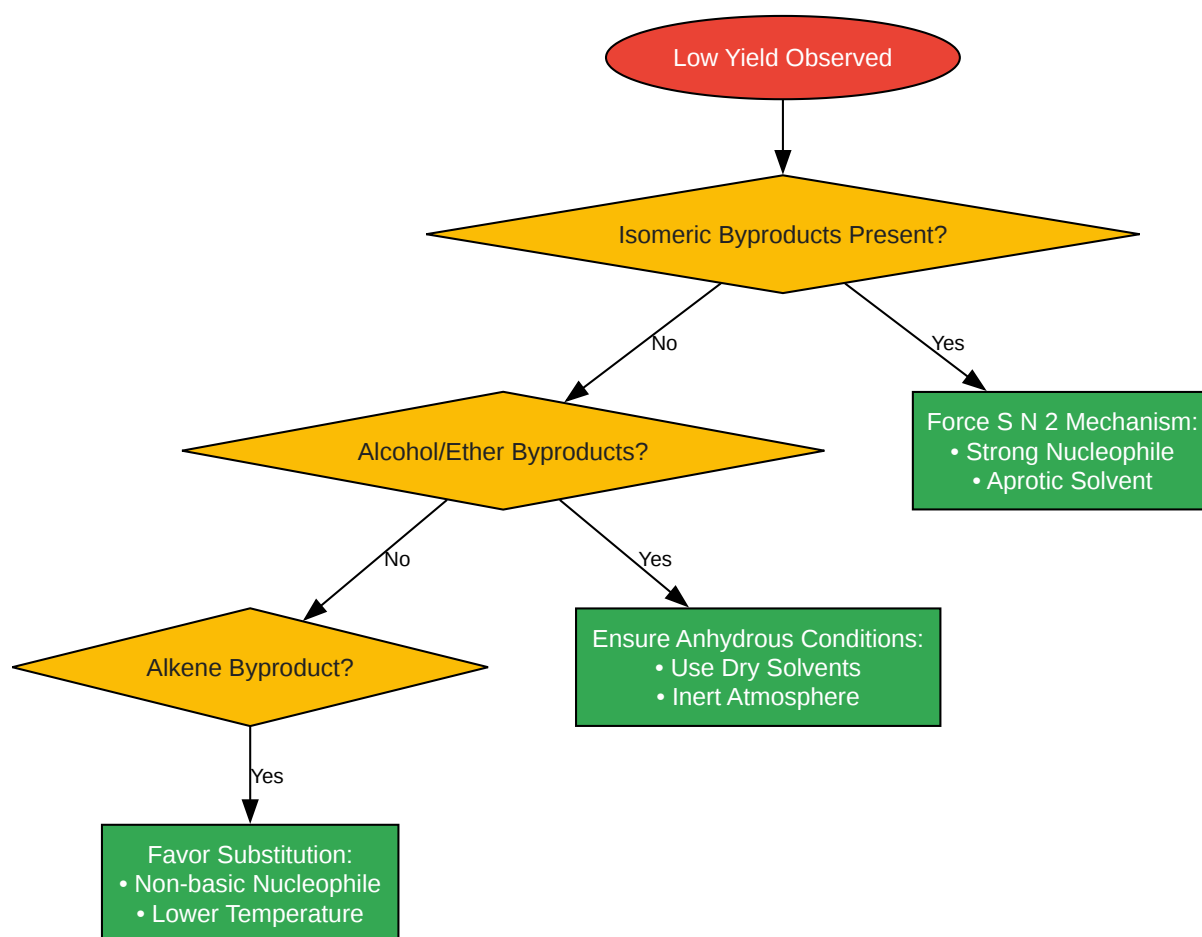 Low Yield Observed
Isomeric Byproducts Present?
No
Yes
Force S N 2 Mechanism:
• Strong Nucleophile
• Aprotic Solvent
Alcohol/Ether Byproducts?
No
Yes
Ensure Anhydrous Conditions:
• Use Dry Solvents
• Inert Atmosphere
Alkene Byproduct?
Yes
Favor Substitution:
• Non-basic Nucleophile
• Lower Temperature